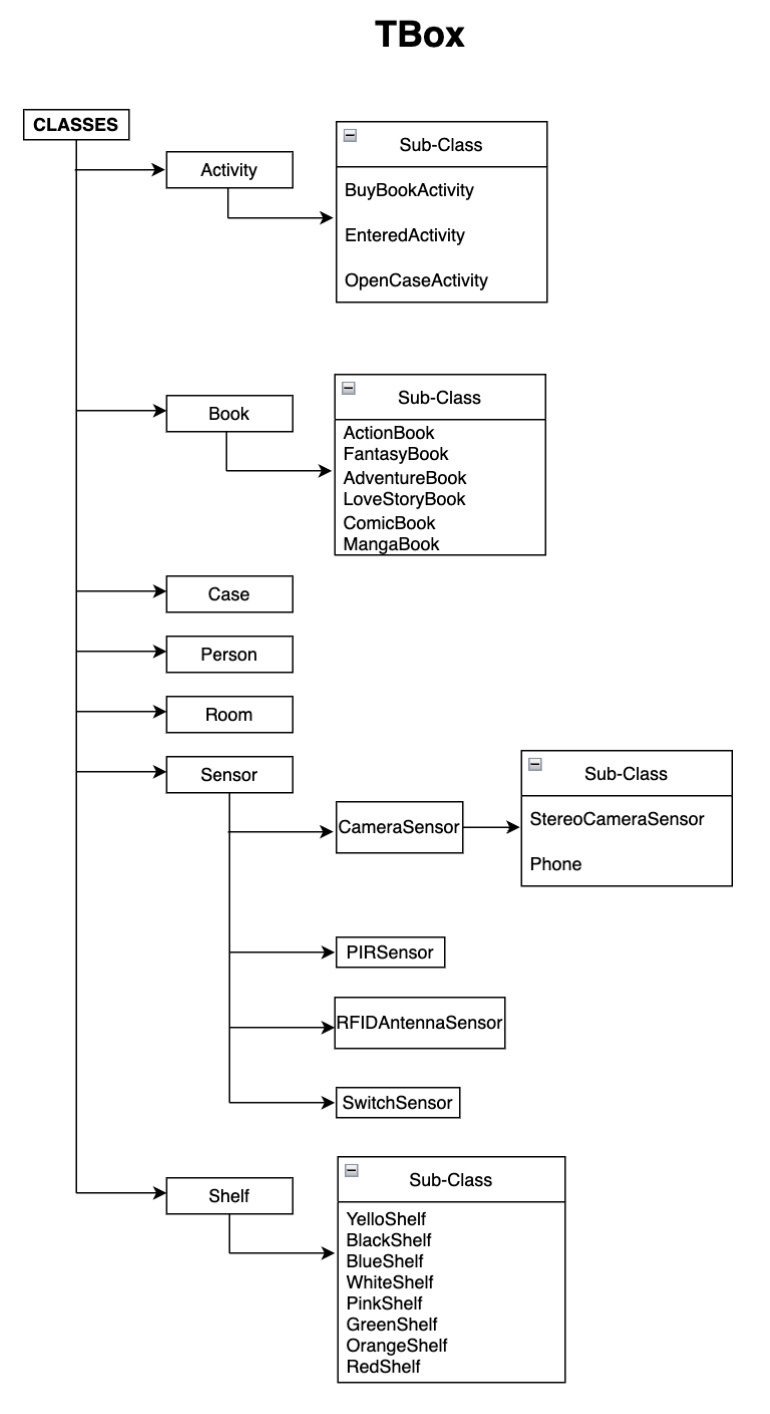 TBox
CLASSES
Activity
Sub-Class
BuyBookActivity
EnteredActivity
OpenCaseActivity
Book
Sub-Class
ActionBook
FantasyBook
AdventureBook
LoveStoryBook
ComicBook
MangaBook
Case
Person
Room
Sensor
CameraSensor
Sub-Class
StereoCameraSensor
Phone
PIRSensor
RFIDAntennaSensor
SwitchSensor
Shelf
Sub-Class
YelloShelf
BlackShelf
BlueShelf
WhiteShelf
PinkShelf
GreenShelf
OrangeShelf
RedShelf